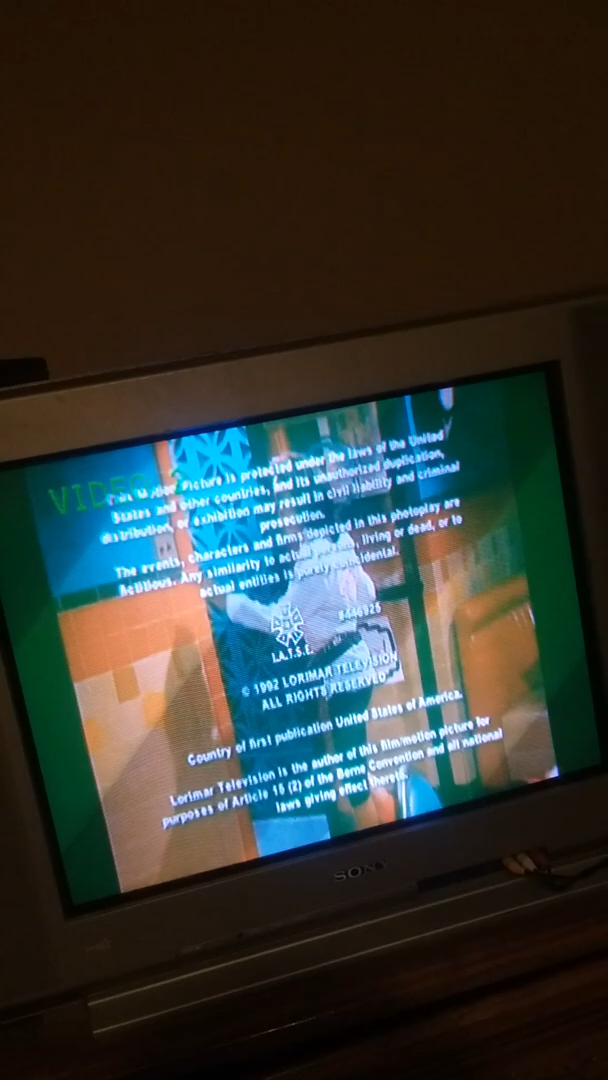 VIDEO 2
This Motion Picture is protected under the laws of the United
States and other countries, and its unauthorized duplication,
distribution, or exhibition may result in civil liability and criminal
prosecution.
The events, characters and firms depicted in this photoplay are
fictitious. Any similarity to actual persons, living or dead, or to
actual entities is purely coincidental.
#446925
I.A.T.S.E.
© 1992 LORIMAR TELEVISION
ALL RIGHTS RESERVED
Country of first publication United States of America.
Lorimar Television is the author of this film/motion picture for
purposes of Article 15 (2) of the Berne Convention and all national
laws giving effect thereto.
SONY